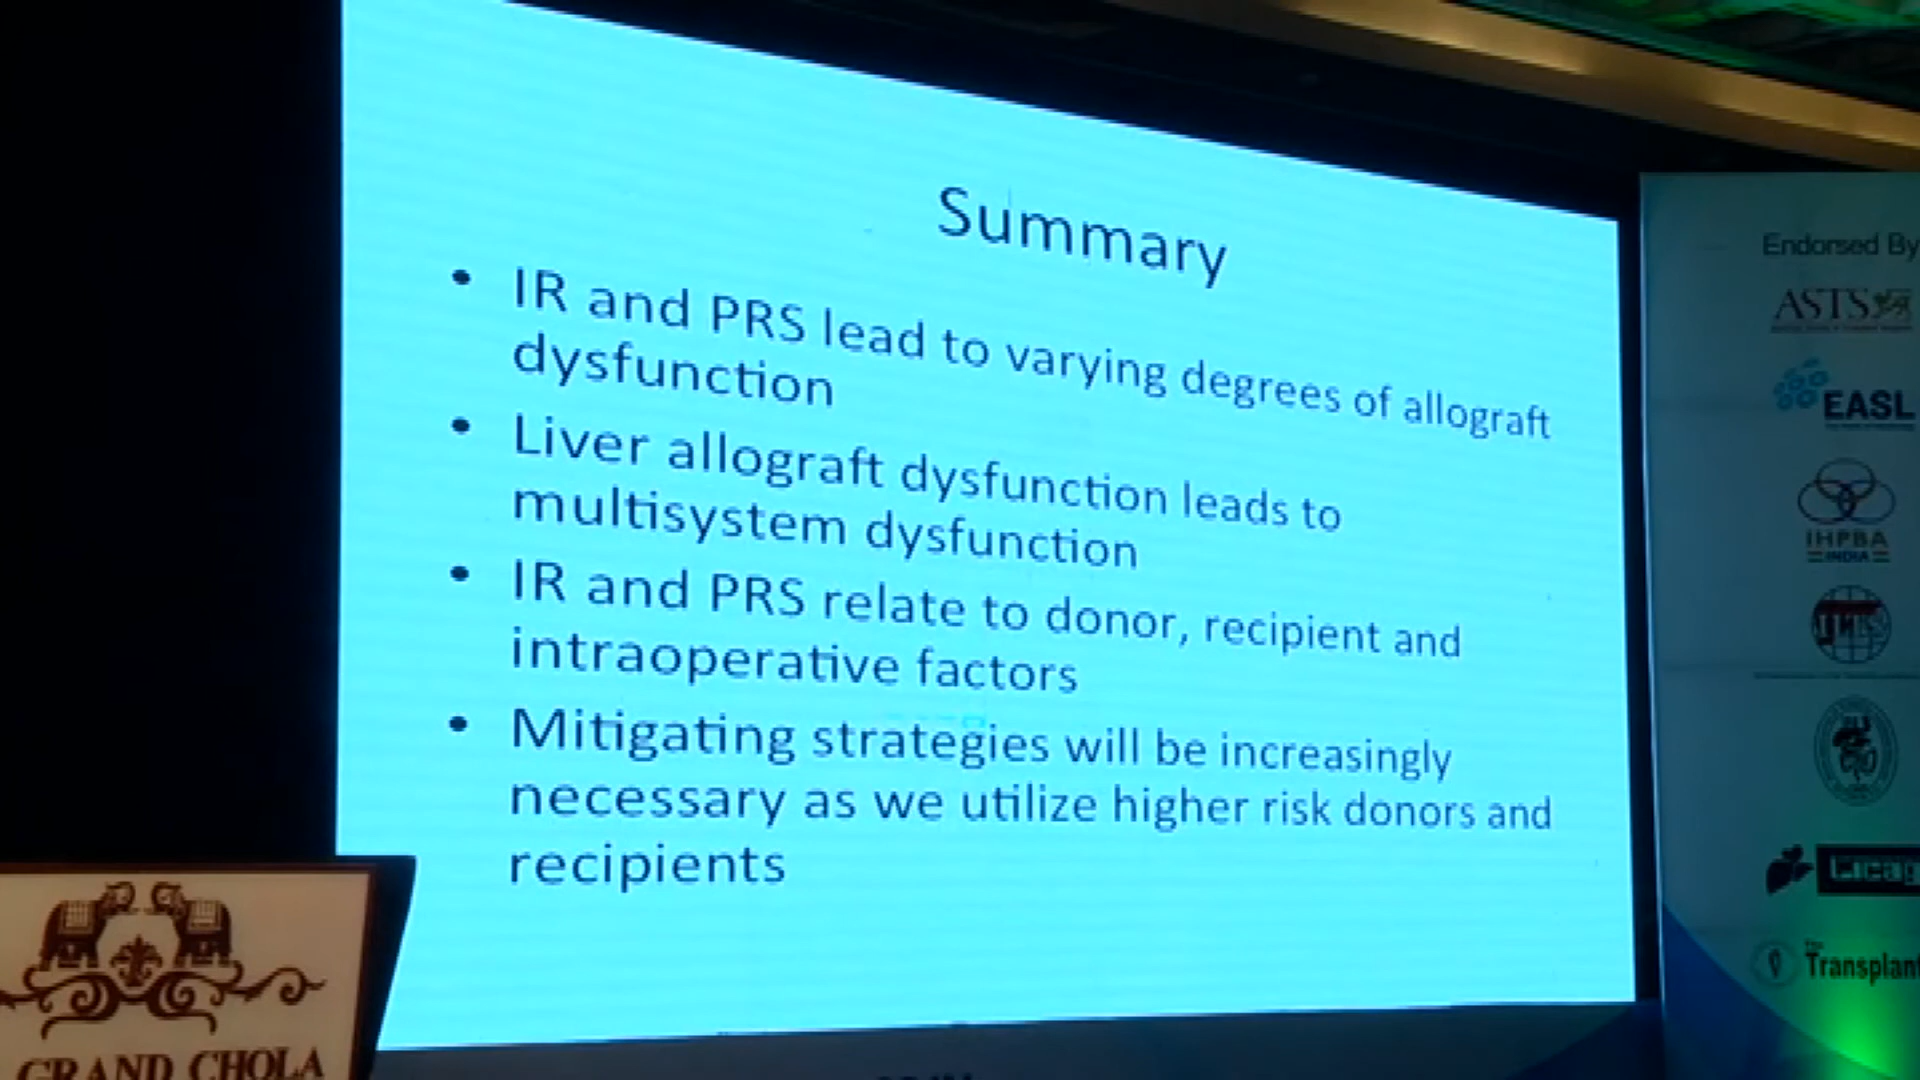 Summary
• IR and PRS lead to varying degrees of allograft
dysfunction
• Liver allograft dysfunction leads to
multisystem dysfunction
• IR and PRS relate to donor, recipient and
intraoperative factors
• Mitigating strategies will be increasingly
necessary as we utilize higher risk donors and
recipients
Endorsed By
ASTS
EASL
IHPBA
INDIA
Transplant
GRAND CHOLA